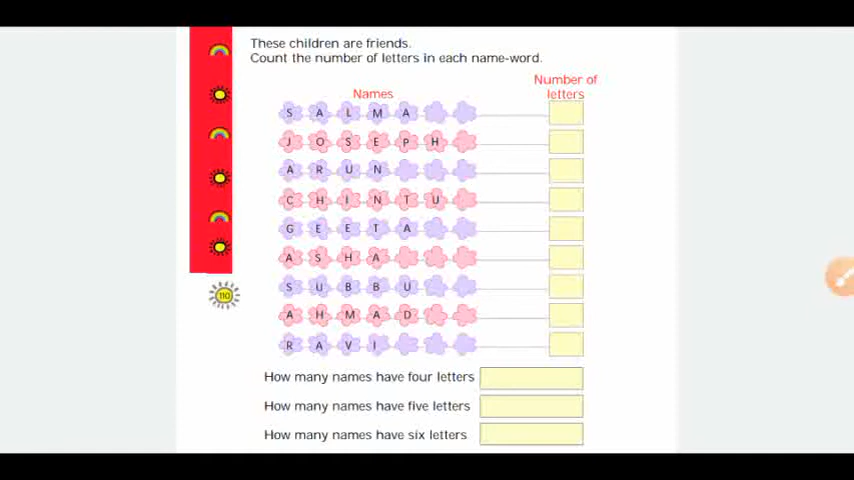 These children are friends.
Count the number of letters in each name-word.
Names
Number of
letters
S A L M A
J O S E P H
A R U N
C H I N T U
G E E T A
A S H A
S U B B U
A H M A D
R A V I
110
How many names have four letters
How many names have five letters
How many names have six letters